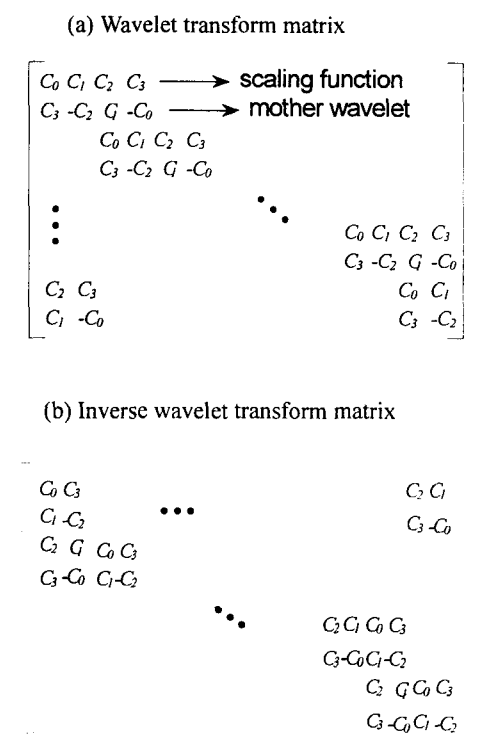 (a) Wavelet transform matrix
C0 C1 C2 C3 → scaling function
C3 -C2 C1 -C0 → mother wavelet
C0 C1 C2 C3
C3 -C2 C1 -C0
C0 C1 C2 C3
C3 -C2 C1 -C0
C2 C3 C0 C1
C1 -C0 C3 -C2
(b) Inverse wavelet transform matrix
C0 C3 C2 C1
C1 -C2 ••• C3 -C0
C2 C1 C0 C3
C3 -C0 C1 -C2
C2 C1 C0 C3
C3 -C0 C1 -C2
C2 C1 C0 C3
C3 -C0 C1 -C2